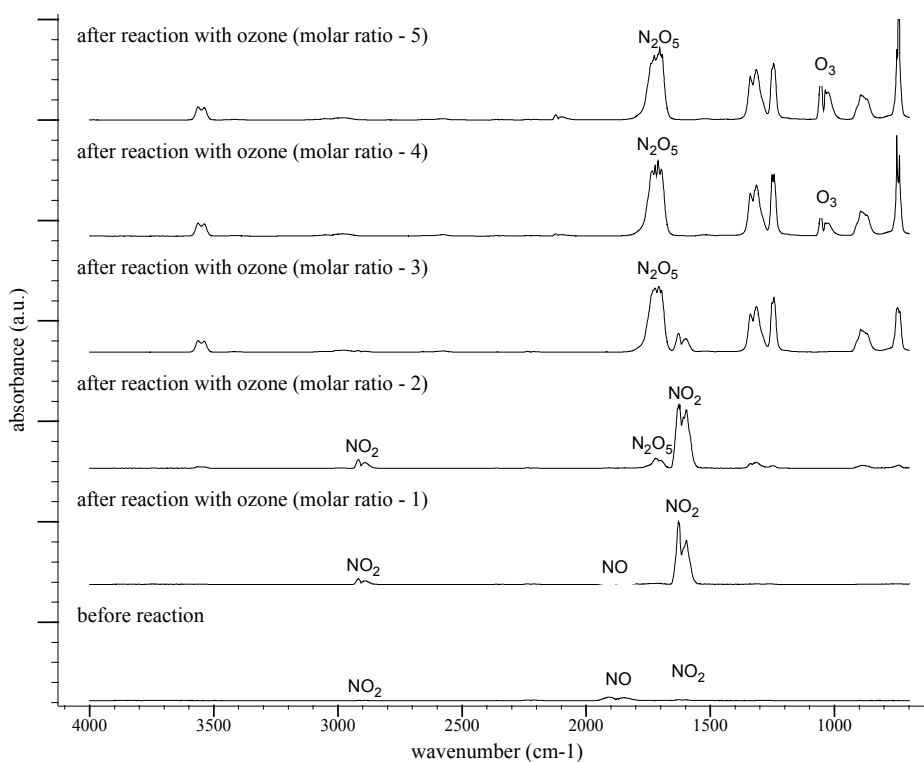 after reaction with ozone (molar ratio - 5)
N2O5
O3
after reaction with ozone (molar ratio - 4)
N2O5
O3
after reaction with ozone (molar ratio - 3)
N2O5
after reaction with ozone (molar ratio - 2)
NO2
N2O5
NO2
after reaction with ozone (molar ratio - 1)
NO2
NO
NO2
before reaction
NO2
NO
NO2
absorbance (a.u.)
4000 3500 3000 2500 2000 1500 1000
wavenumber (cm-1)